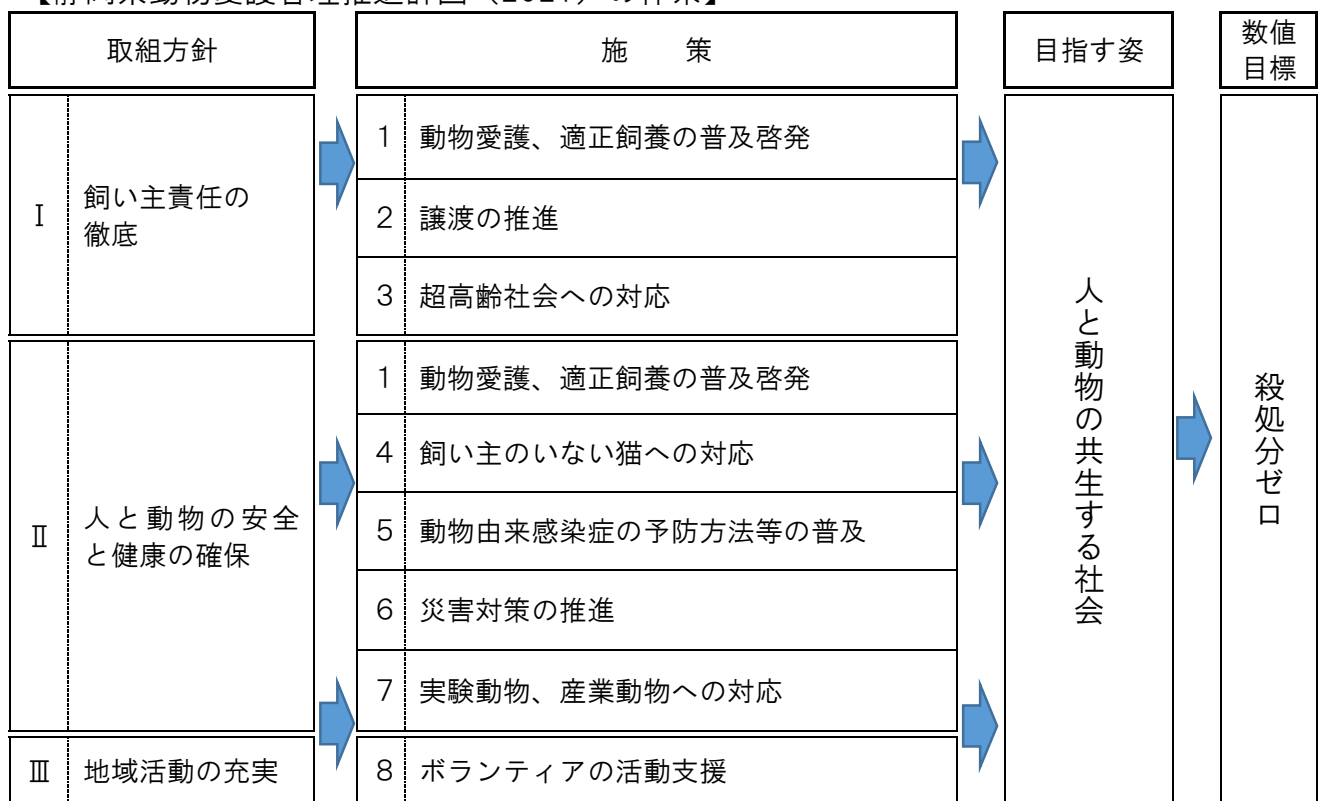 取組方針
施　策
目指す姿
数値
目標
Ⅰ
飼い主責任の
徹底
1 動物愛護、適正飼養の普及啓発
2 譲渡の推進
3 超高齢社会への対応
Ⅱ
人と動物の安全
と健康の確保
1 動物愛護、適正飼養の普及啓発
4 飼い主のいない猫への対応
5 動物由来感染症の予防方法等の普及
6 災害対策の推進
7 実験動物、産業動物への対応
Ⅲ 地域活動の充実
8 ボランティアの活動支援
人と動物の共生する社会
殺処分ゼロ